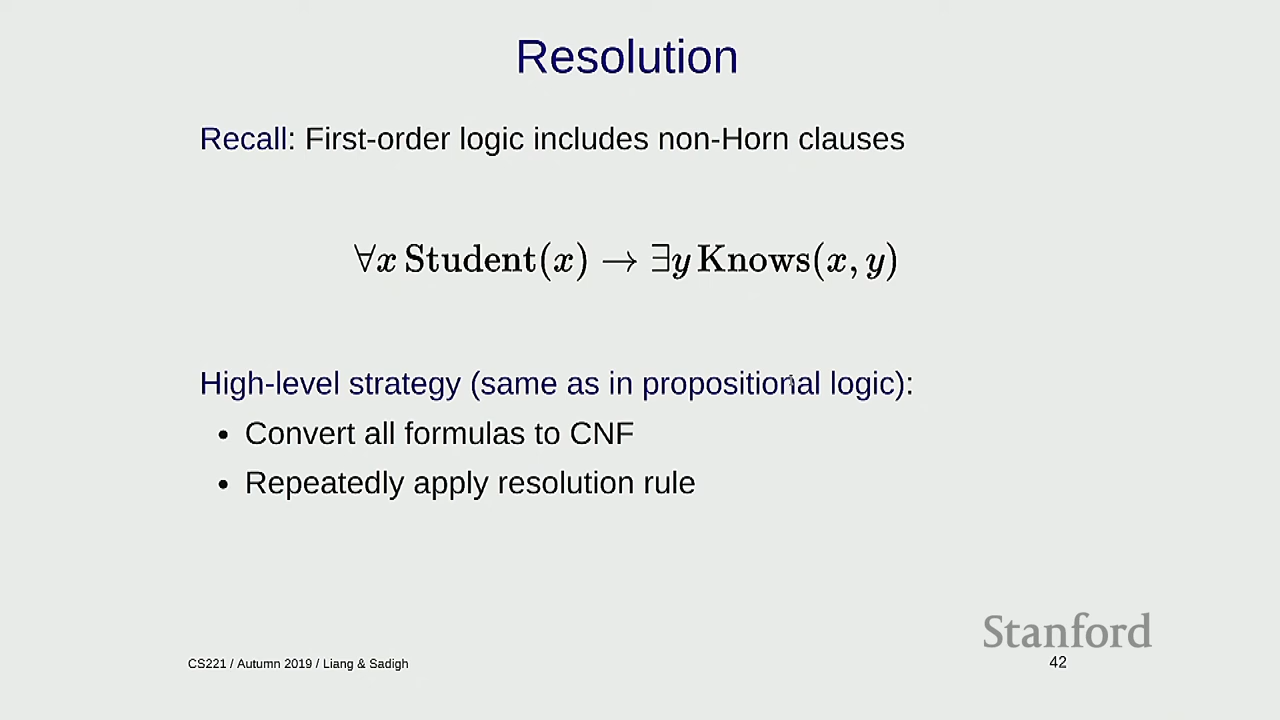 Resolution
Recall: First-order logic includes non-Horn clauses
∀x Student(x) → ∃y Knows(x, y)
High-level strategy (same as in propositional logic):
• Convert all formulas to CNF
• Repeatedly apply resolution rule
Stanford
CS221 / Autumn 2019 / Liang & Sadigh
42